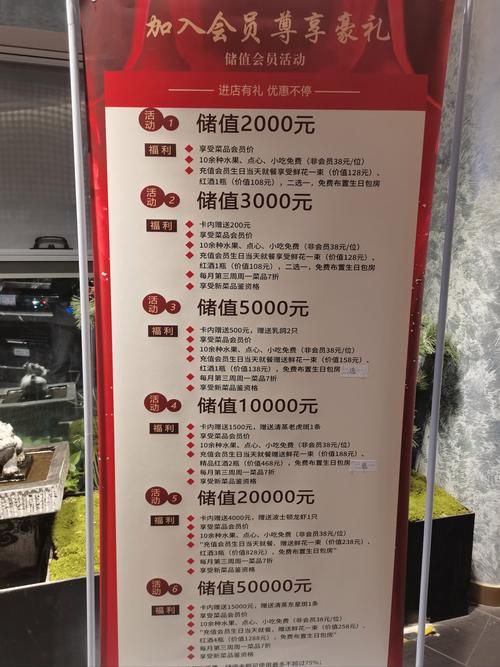 加入会员 尊享豪礼
储值会员活动
进店有礼 优惠不停
活动 1 储值2000元
福利 享受菜品会员价
10余种水果、点心、小吃免费（非会员38元/位）
充值会员生日当天就餐享受鲜花一束（价值128元）、
红酒1瓶（价值108元），二选一，免费布置生日包房
活动 2 储值3000元
福利 卡内赠送200元
享受菜品会员价
10余种水果、点心、小吃免费（非会员38元/位）
充值会员生日当天就餐享受鲜花一束（价值128元）、
红酒1瓶（价值108元），二选一，免费布置生日包房
每月第三周周一菜品7折
享受新菜品鉴资格
活动 3 储值5000元
福利 卡内赠送500元，赠送乳鸽2只
享受菜品会员价
10余种水果、点心、小吃免费（非会员38元/位）
充值会员生日当天就餐赠送鲜花一束（价值158元）、
红酒1瓶（价值138元），免费布置生日包房 二选一
每月第三周周一菜品7折
享受新菜品鉴资格
活动 4 储值10000元
福利 卡内赠送1500元，赠送清蒸老虎斑1条
享受菜品会员价
10余种水果、点心、小吃免费（非会员38元/位）
充值会员生日当天就餐赠送鲜花一束（价值188元）、
精品红酒2瓶（价值468元），免费布置生日包房
每月第三周周一菜品7折
享受新菜品鉴资格
活动 5 储值20000元
福利 卡内赠送4000元，赠送波士顿龙虾1只
享受菜品会员价
10余种水果、点心、小吃免费（非会员38元/位）
"充值会员生日当天就餐、赠送鲜花一束（价值238元）、
红酒3瓶（价值828元），免费布置生日包房"
每月第三周周一菜品7折
享受新菜品鉴资格
活动 6 储值50000元
福利 卡内赠送15000元，赠送清蒸东星斑1条
享受菜品会员价
10余种水果、点心、小吃免费（非会员38元/位）
"充值会员生日当天就餐，赠送鲜花一束（价值258元）、
红酒4瓶（价值1288元），免费布置生日包房"
每月第三周周一菜品7折
享受新菜品鉴资格
使用最多不超过75%；